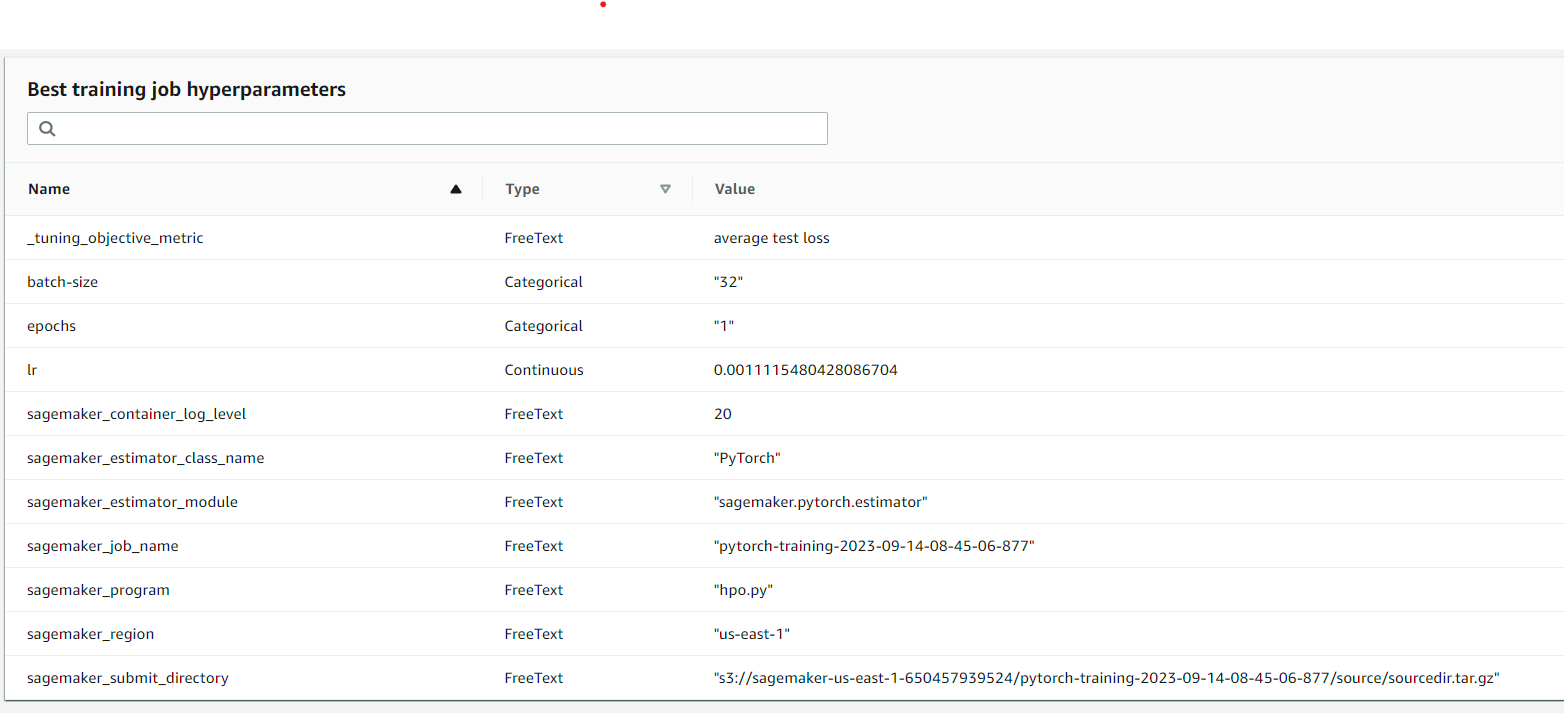 Best training job hyperparameters
Name Type Value
_tuning_objective_metric FreeText average test loss
batch-size Categorical "32"
epochs Categorical "1"
lr Continuous 0.0011115480428086704
sagemaker_container_log_level FreeText 20
sagemaker_estimator_class_name FreeText "PyTorch"
sagemaker_estimator_module FreeText "sagemaker.pytorch.estimator"
sagemaker_job_name FreeText "pytorch-training-2023-09-14-08-45-06-877"
sagemaker_program FreeText "hpo.py"
sagemaker_region FreeText "us-east-1"
sagemaker_submit_directory FreeText "s3://sagemaker-us-east-1-650457939524/pytorch-training-2023-09-14-08-45-06-877/source/sourcedir.tar.gz"